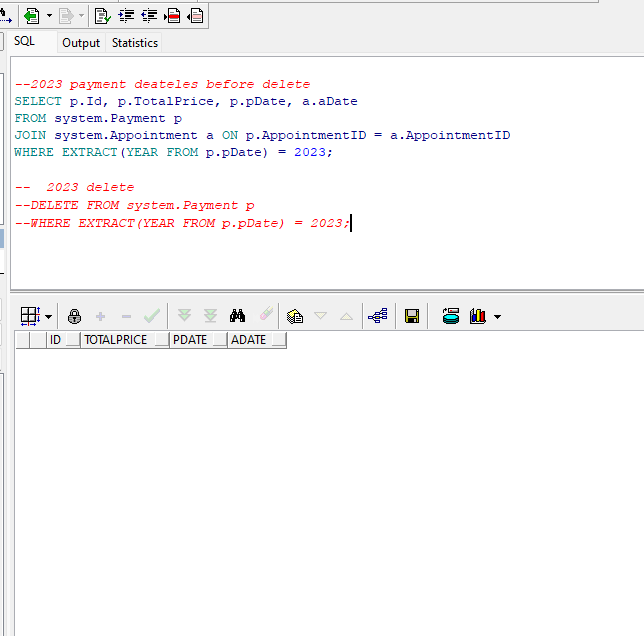 SQL Output Statistics
--2023 payment deateles before delete
SELECT p.Id, p.TotalPrice, p.pDate, a.aDate
FROM system.Payment p
JOIN system.Appointment a ON p.AppointmentID = a.AppointmentID
WHERE EXTRACT(YEAR FROM p.pDate) = 2023;
--  2023 delete
--DELETE FROM system.Payment p
--WHERE EXTRACT(YEAR FROM p.pDate) = 2023;
ID TOTALPRICE PDATE ADATE